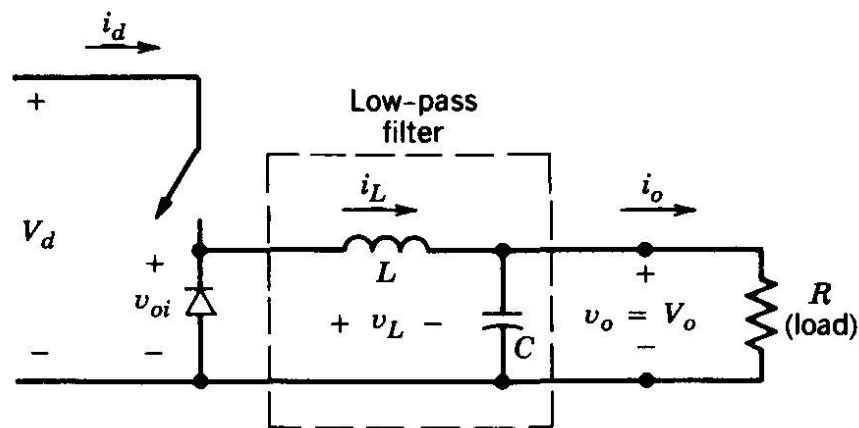 i_d
+
Low-pass
filter
i_L
i_o
V_d
+
v_oi
L
+ v_L −
C
+
v_o = V_o
R
(load)
−
−
−